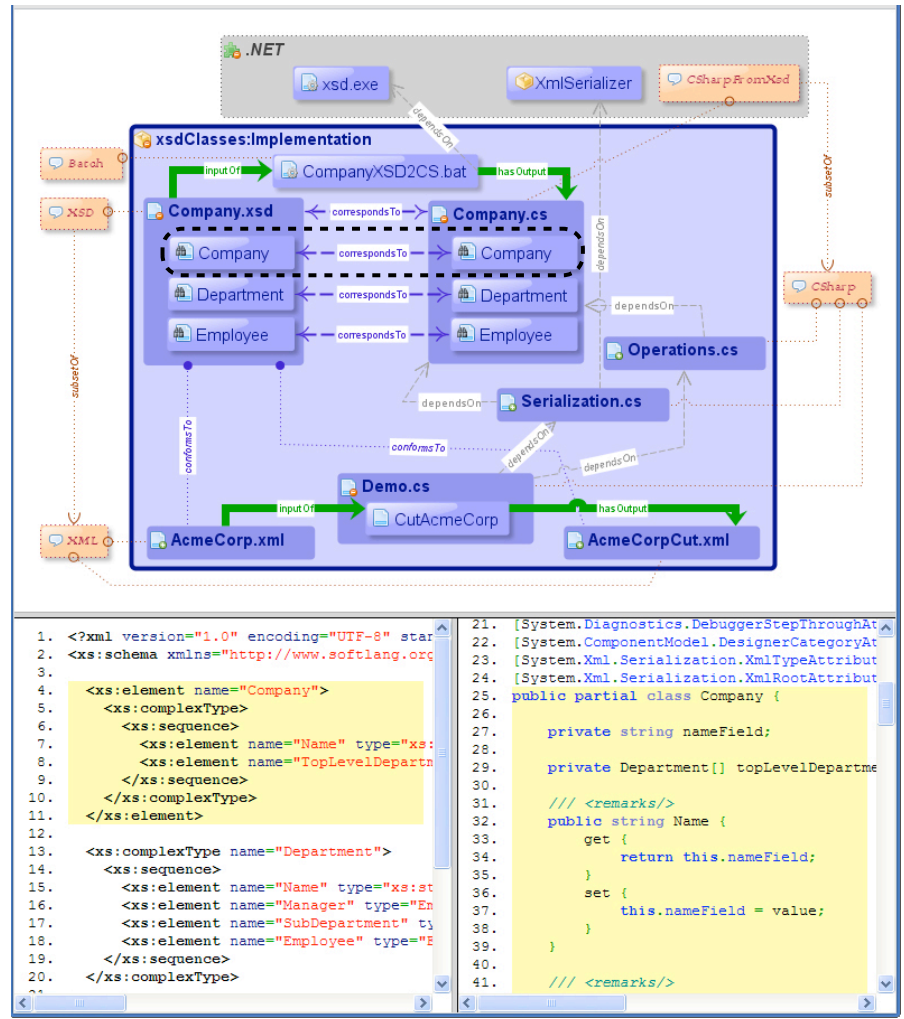 .NET
xsd.exe
XmlSerializer
CSharpFromXsd
dependsOn
xsdClasses:Implementation
Batch
inputOf
CompanyXSD2CS.bat
hasOutput
subsetOf
XSD
Company.xsd
correspondsTo
Company.cs
Company
correspondsTo
Company
dependsOn
Department
correspondsTo
Department
CSharp
dependsOn
Employee
correspondsTo
Employee
Operations.cs
subsetOf
dependsOn
Serialization.cs
conformsTo
conformsTo
dependsOn
dependsOn
Demo.cs
inputOf
CutAcmeCorp
hasOutput
XML
AcmeCorp.xml
AcmeCorpCut.xml
1. <?xml version="1.0" encoding="UTF-8" star
2. <xs:schema xmlns="http://www.softlang.org
3.
4. <xs:element name="Company">
5. <xs:complexType>
6. <xs:sequence>
7. <xs:element name="Name" type="xs:
8. <xs:element name="TopLevelDepartm
9. </xs:sequence>
10. </xs:complexType>
11. </xs:element>
12.
13. <xs:complexType name="Department">
14. <xs:sequence>
15. <xs:element name="Name" type="xs:st
16. <xs:element name="Manager" type="Em
17. <xs:element name="SubDepartment" ty
18. <xs:element name="Employee" type="E
19. </xs:sequence>
20. </xs:complexType>
21. [System.Diagnostics.DebuggerStepThroughAt
22. [System.ComponentModel.DesignerCategoryAt
23. [System.Xml.Serialization.XmlTypeAttribut
24. [System.Xml.Serialization.XmlRootAttribut
25. public partial class Company {
26.
27. private string nameField;
28.
29. private Department[] topLevelDepartme
30.
31. /// <remarks/>
32. public string Name {
33. get {
34. return this.nameField;
35. }
36. set {
37. this.nameField = value;
38. }
39. }
40.
41. /// <remarks/>